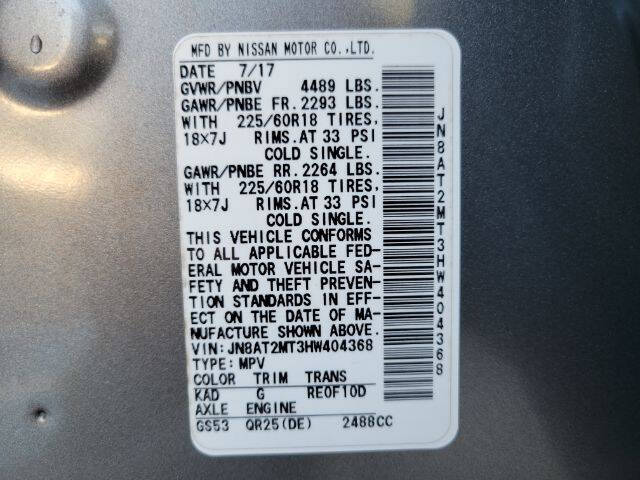 MFD BY NISSAN MOTOR CO.,LTD.
DATE 7/17
GVWR/PNBV 4489 LBS.
GAWR/PNBE FR. 2293 LBS.
WITH 225/60R18 TIRES,
18X7J RIMS. AT 33 PSI
COLD SINGLE.
GAWR/PNBE RR. 2264 LBS.
WITH 225/60R18 TIRES,
18X7J RIMS. AT 33 PSI
COLD SINGLE.
THIS VEHICLE CONFORMS
TO ALL APPLICABLE FED-
ERAL MOTOR VEHICLE SA-
FETY AND THEFT PREVEN-
TION STANDARDS IN EFF-
ECT ON THE DATE OF MA-
NUFACTURE SHOWN ABOVE.
VIN: JN8AT2MT3HW404368
TYPE: MPV
COLOR TRIM TRANS
KAD G RE0F10D
AXLE ENGINE
GS53 QR25(DE) 2488CC
JN8AT2MT3HW404368